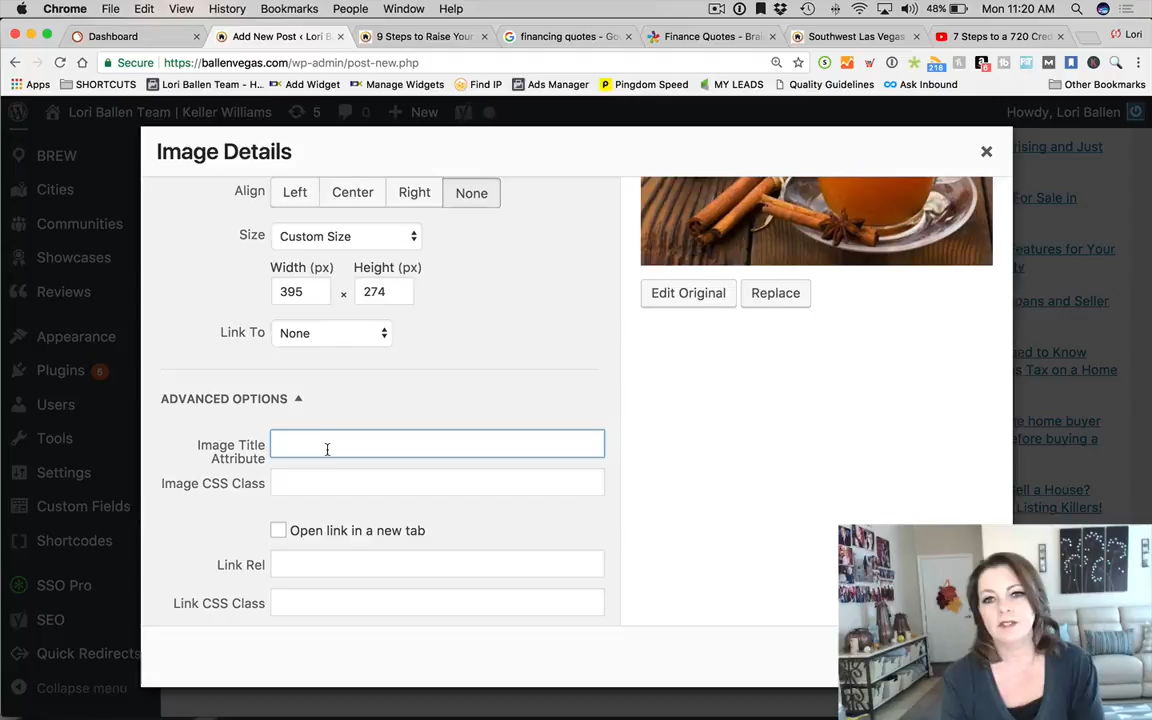 Chrome File Edit View History Bookmarks People Window Help 48% Mon 11:20 AM
Dashboard × Add New Post ‹ Lori B × 9 Steps to Raise Your × financing quotes - Go × Finance Quotes - Brai × Southwest Las Vegas × 7 Steps to a 720 Cre × Lori
Secure https://ballenvegas.com/wp-admin/post-new.php
Apps SHORTCUTS Lori Ballen Team - H... Add Widget Manage Widgets Find IP Ads Manager Pingdom Speed MY LEADS Quality Guidelines Ask Inbound Other Bookmarks
Lori Ballen Team | Keller Williams 5 New Howdy, Lori Ballen
BREW
Cities
Communities
Showcases
Reviews
Appearance
Plugins 6
Users
Tools
Settings
Custom Fields
Shortcodes
SSO Pro
SEO
Quick Redirects
Collapse menu
Image Details
Align Left Center Right None
Size Custom Size
Width (px) Height (px)
395 × 274
Link To None
ADVANCED OPTIONS
Image Title
Attribute
Image CSS Class
Open link in a new tab
Link Rel
Link CSS Class
Edit Original Replace
rising and Just
For Sale in
Features for Your
oans and Seller
ed to Know
s Tax on a Home
he home buyer
efore buying a
ell a House?
Listing Killers!